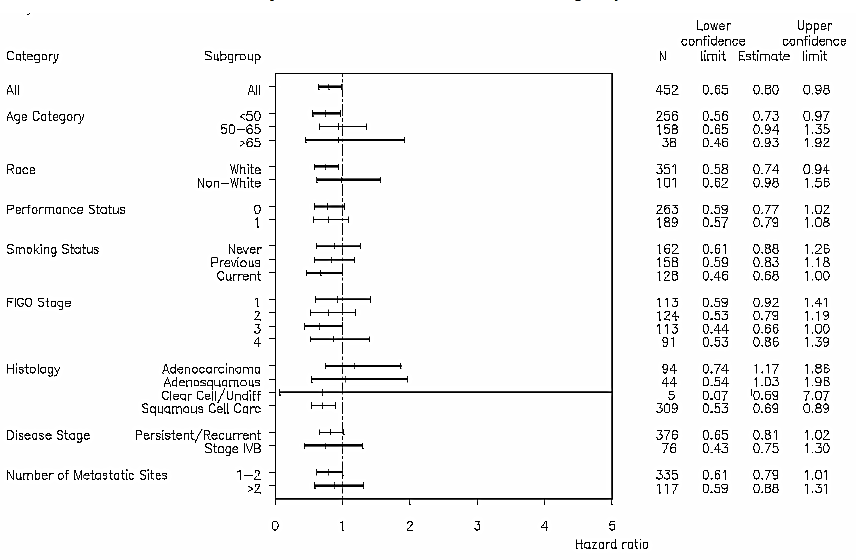 Lower Upper
confidence confidence
Category Subgroup N limit Estimate limit
All All 452 0.65 0.80 0.98
Age Category <50 256 0.56 0.73 0.97
50-65 158 0.65 0.94 1.35
>65 38 0.46 0.93 1.92
Race White 351 0.58 0.74 0.94
Non-White 101 0.62 0.98 1.56
Performance Status 0 263 0.59 0.77 1.02
1 189 0.57 0.79 1.08
Smoking Status Never 162 0.61 0.88 1.26
Previous 158 0.59 0.83 1.18
Current 128 0.46 0.68 1.00
FIGO Stage 1 113 0.59 0.92 1.41
2 124 0.53 0.79 1.19
3 113 0.44 0.66 1.00
4 91 0.53 0.86 1.39
Histology Adenocarcinoma 94 0.74 1.17 1.86
Adenosquamous 44 0.54 1.03 1.98
Clear Cell/Undiff 5 0.07 0.69 7.07
Squamous Cell Carc 309 0.53 0.69 0.89
Disease Stage Persistent/Recurrent 376 0.65 0.81 1.02
Stage IVB 76 0.43 0.75 1.30
Number of Metastatic Sites 1-2 335 0.61 0.79 1.01
>2 117 0.59 0.88 1.31
0 1 2 3 4 5
Hazard ratio